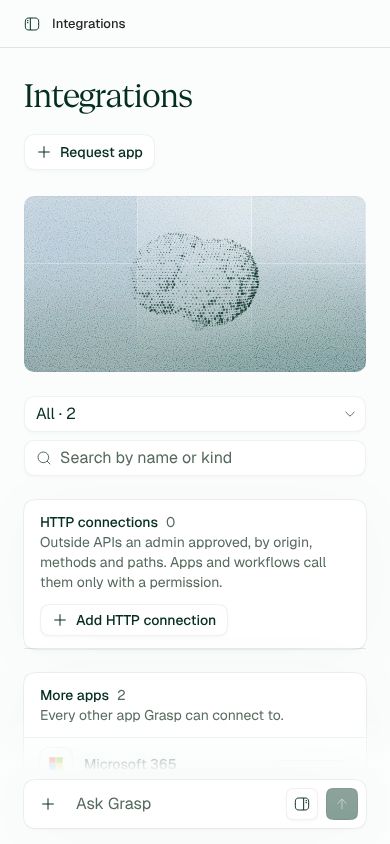 Integrations
Integrations
Request app
All · 2
Search by name or kind
HTTP connections 0
Outside APIs an admin approved, by origin,
methods and paths. Apps and workflows call
them only with a permission.
Add HTTP connection
More apps 2
Every other app Grasp can connect to.
Microsoft 365
Ask Grasp